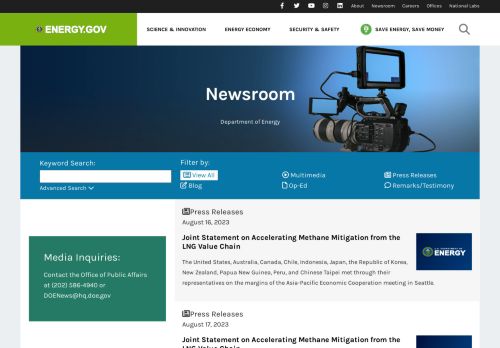 About Newsroom Careers Offices National Labs
ENERGY.GOV
SCIENCE & INNOVATION ENERGY ECONOMY SECURITY & SAFETY SAVE ENERGY, SAVE MONEY
Newsroom
Department of Energy
Keyword Search:
Advanced Search
Filter by:
View All Multimedia Press Releases
Blog Op-Ed Remarks/Testimony
Media Inquiries:
Contact the Office of Public Affairs
at (202) 586-4940 or
DOENews@hq.doe.gov
Press Releases
August 16, 2023
Joint Statement on Accelerating Methane Mitigation from the
LNG Value Chain
The United States, Australia, Canada, Chile, Indonesia, Japan, the Republic of Korea,
New Zealand, Papua New Guinea, Peru, and Chinese Taipei met through their
representatives on the margins of the Asia-Pacific Economic Cooperation meeting in Seattle.
ENERGY
Press Releases
August 17, 2023
Joint Statement on Accelerating Methane Mitigation from the
LNG Value Chain
ENERGY